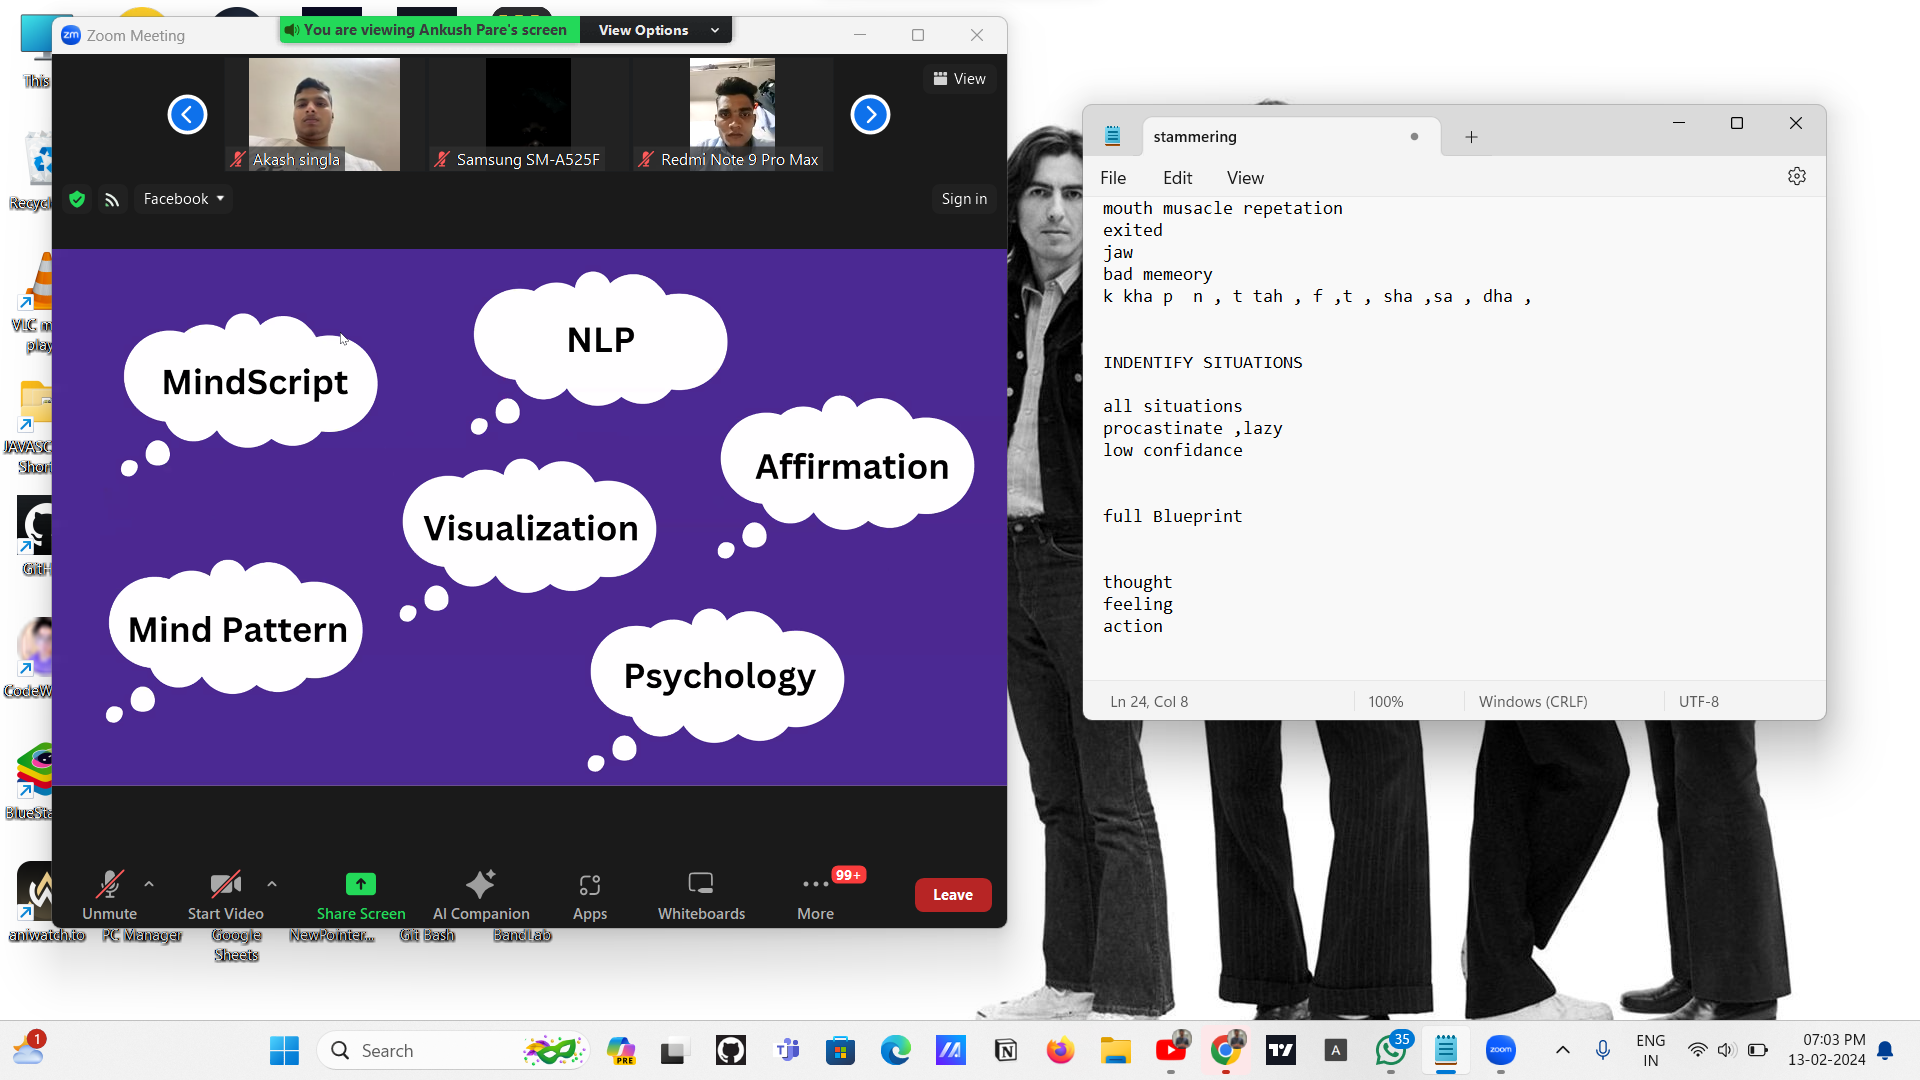 This
Recycle
VLC m
play
JAVASC
Short
GitH
CodeW
BlueSta
aniwatch.to
PC Manager
Google
Sheets
NewPointer...
Git Bash
BandLab
zm Zoom Meeting
You are viewing Ankush Pare's screen
View Options
View
Akash singla
Samsung SM-A525F
Redmi Note 9 Pro Max
Facebook
Sign in
MindScript
NLP
Affirmation
Visualization
Mind Pattern
Psychology
Unmute
Start Video
Share Screen
AI Companion
Apps
Whiteboards
More
99+
Leave
stammering
File
Edit
View
mouth musacle repetation
exited
jaw
bad memeory
k kha p  n , t tah , f ,t , sha ,sa , dha ,
INDENTIFY SITUATIONS
all situations
procastinate ,lazy
low confidance
full Blueprint
thought
feeling
action
Ln 24, Col 8
100%
Windows (CRLF)
UTF-8
1
Search
PRE
A
35
zoom
ENG
IN
07:03 PM
13-02-2024